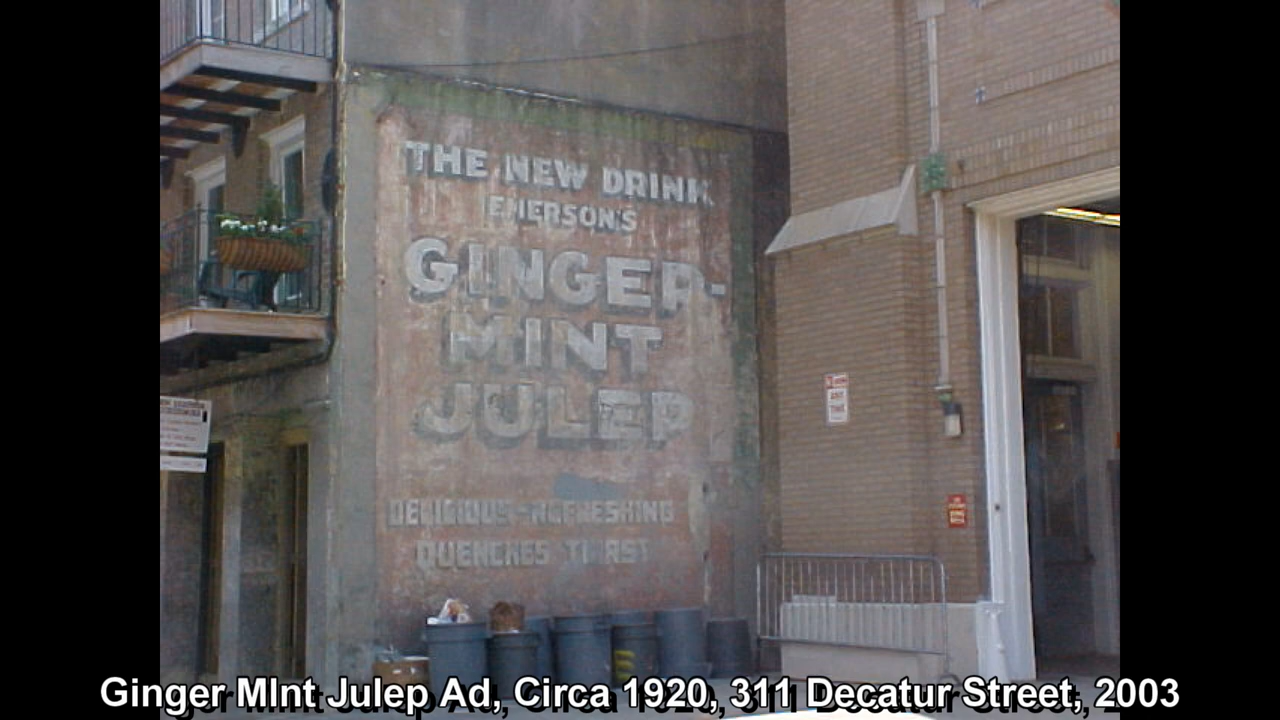 THE NEW DRINK
EMERSON'S
GINGER-
MINT
JULEP
DELICIOUS-REFRESHING
QUENCHES THIRST
Ginger MInt Julep Ad, Circa 1920, 311 Decatur Street, 2003